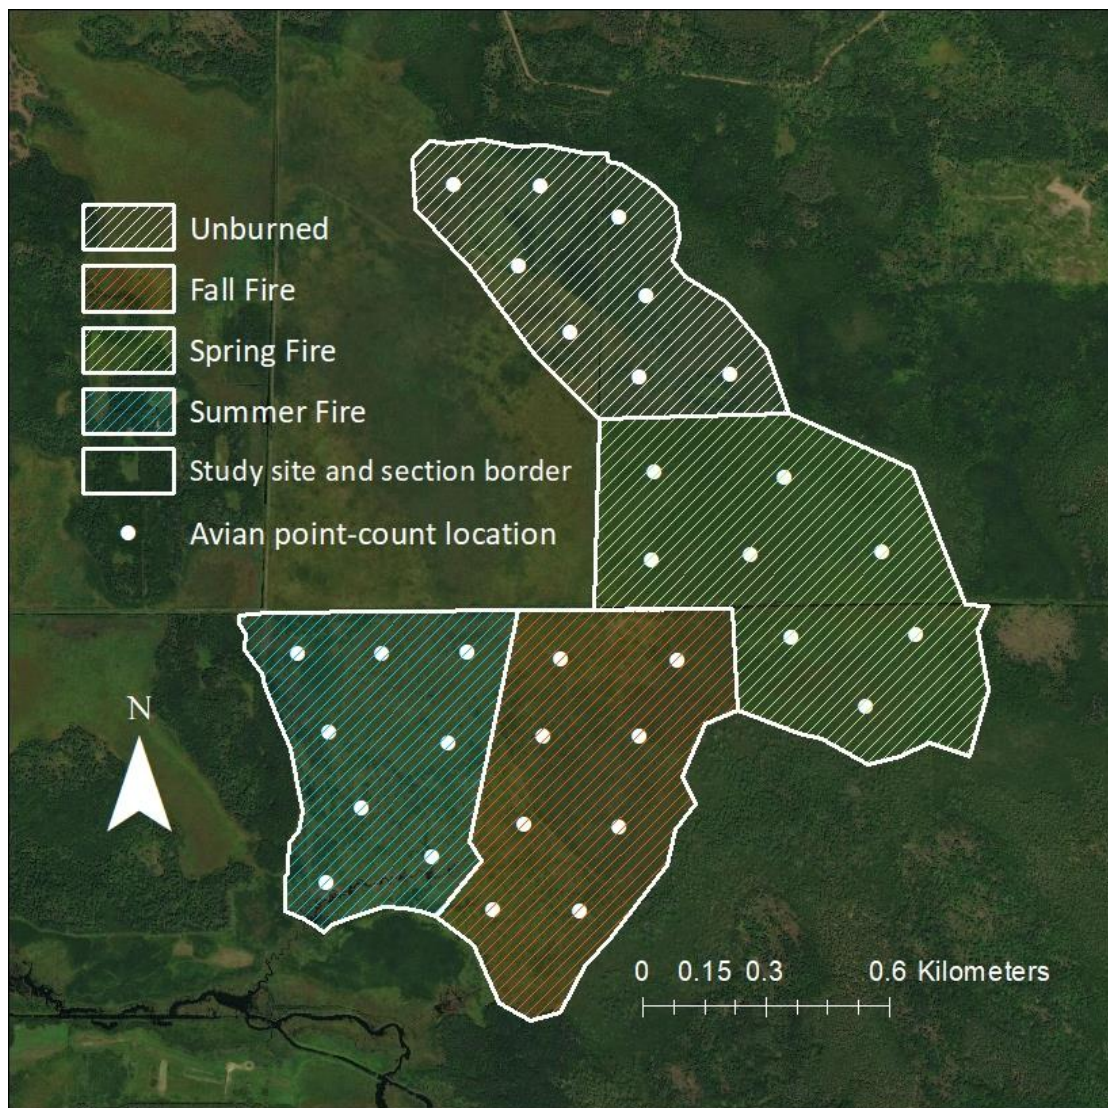 Unburned
Fall Fire
Spring Fire
Summer Fire
Study site and section border
Avian point-count location
N
0 0.15 0.3 0.6 Kilometers